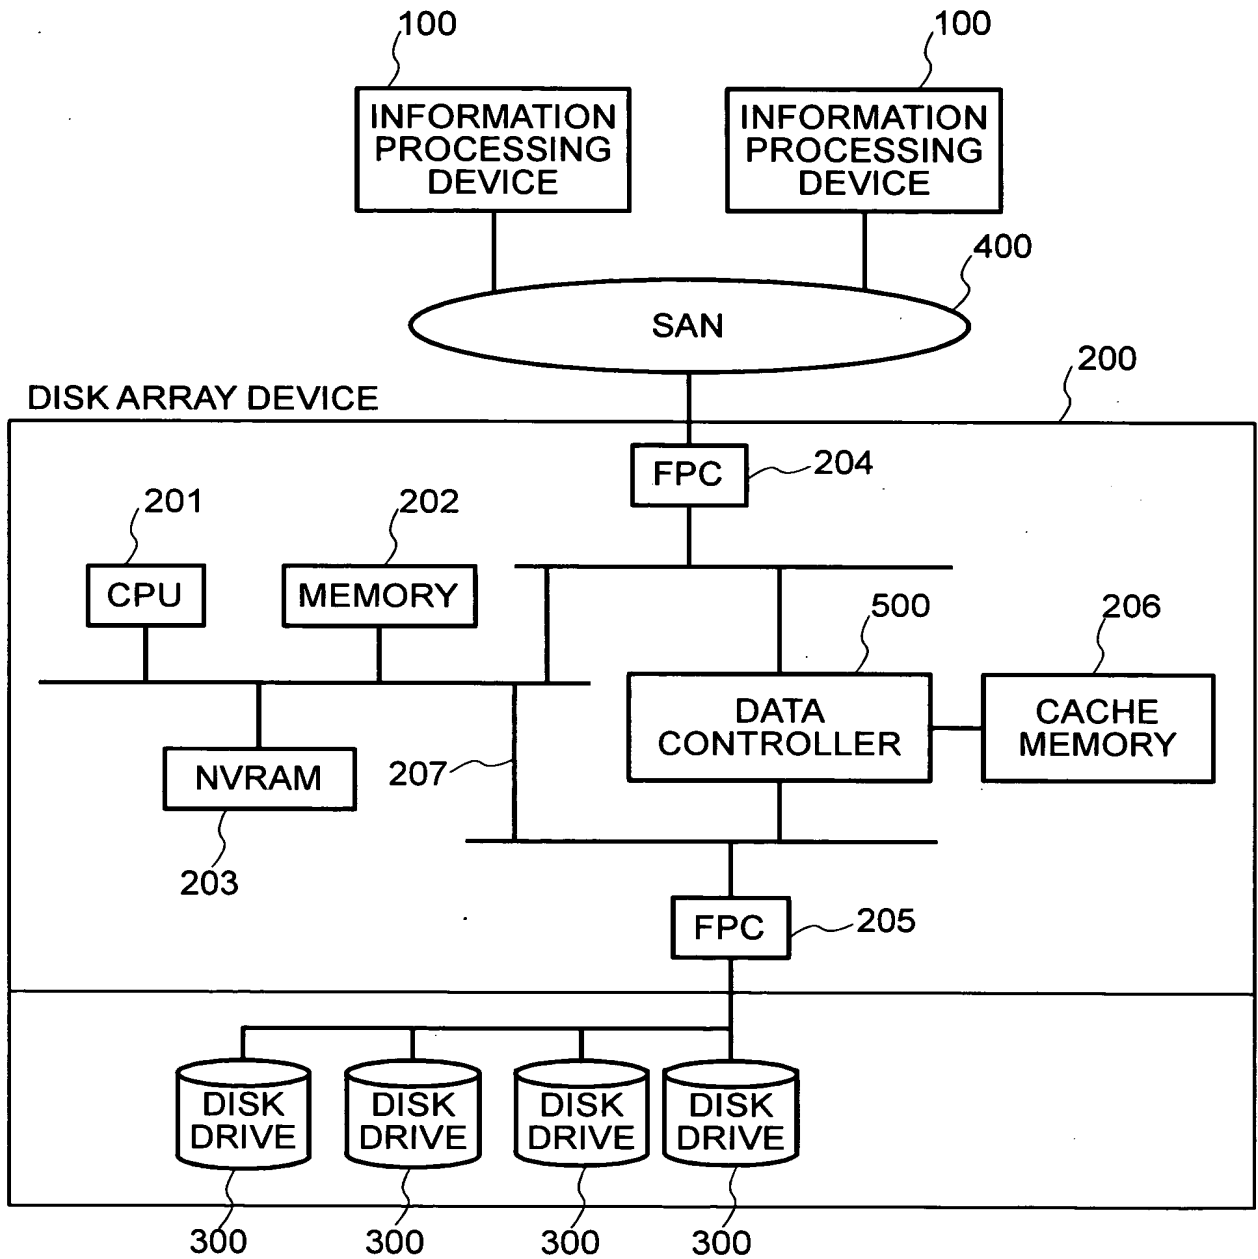 100
100
INFORMATION
PROCESSING
DEVICE
INFORMATION
PROCESSING
DEVICE
400
SAN
200
DISK ARRAY DEVICE
FPC
204
201
202
CPU
MEMORY
500
206
DATA
CONTROLLER
CACHE
MEMORY
NVRAM
207
203
FPC
205
DISK
DRIVE
DISK
DRIVE
DISK
DRIVE
DISK
DRIVE
300
300
300
300